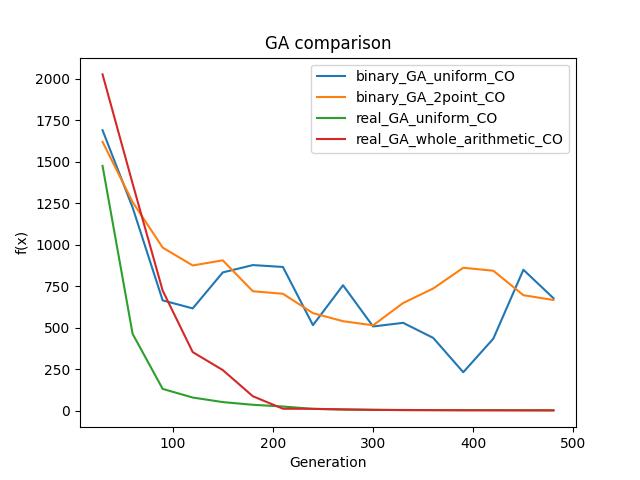 GA comparison
binary_GA_uniform_CO
binary_GA_2point_CO
real_GA_uniform_CO
real_GA_whole_arithmetic_CO
f(x)
2000
1750
1500
1250
1000
750
500
250
0
100 200 300 400 500
Generation